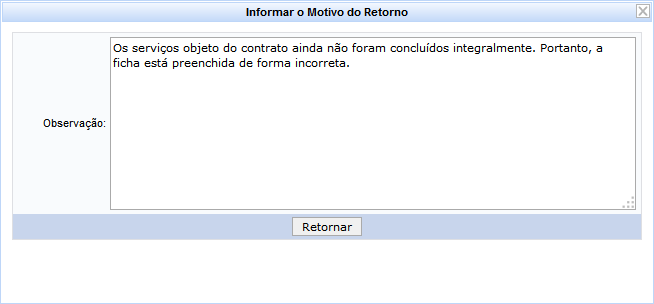 Informar o Motivo do Retorno
Observação:
Os serviços objeto do contrato ainda não foram concluídos integralmente. Portanto, a
ficha está preenchida de forma incorreta.
Retornar